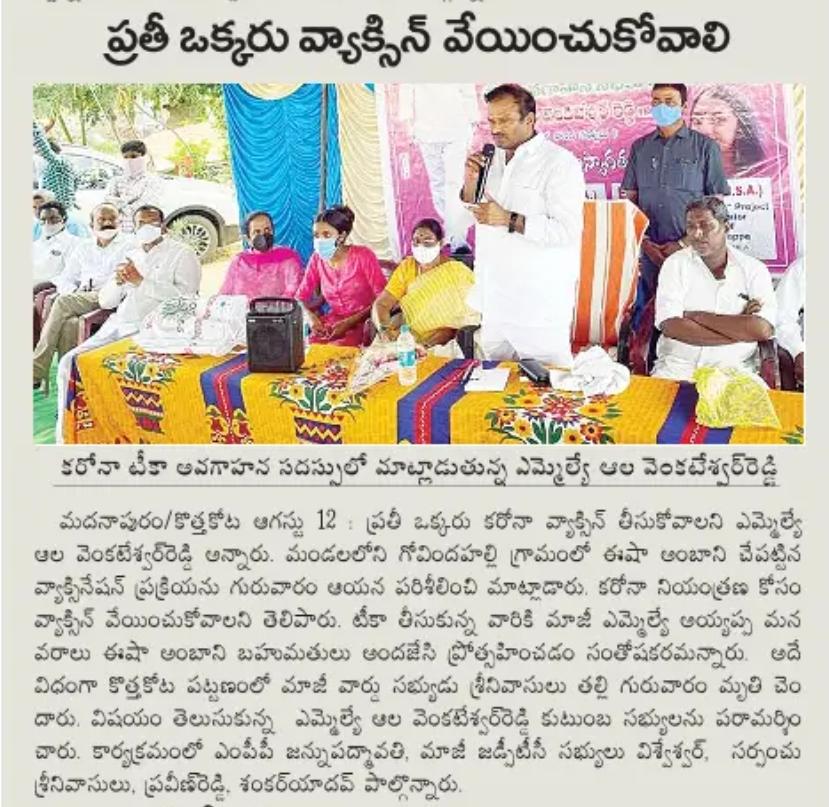 ప్రతీ ఒక్కరు వ్యాక్సిన్ వేయించుకోవాలి
S.A.)
Project
కరోనా టీకా అవగాహన సదస్సులో మాట్లాడుతున్న ఎమ్మెల్యే ఆల వెంకటేశ్వర్‌రెడ్డి
మదనాపురం/కొత్తకోట ఆగస్టు 12 : ప్రతీ ఒక్కరు కరోనా వ్యాక్సిన్ తీసుకోవాలని ఎమ్మెల్యే
ఆల వెంకటేశ్వర్‌రెడ్డి అన్నారు. మండలలోని గోవిందహల్లి గ్రామంలో ఈషా అంబాని చేపట్టిన
వ్యాక్సినేషన్ ప్రక్రియను గురువారం ఆయన పరిశీలించి మాట్లాడారు. కరోనా నియంత్రణ కోసం
వ్యాక్సిన్ వేయించుకోవాలని తెలిపారు. టీకా తీసుకున్న వారికి మాజీ ఎమ్మెల్యే అయ్యప్ప మన
వరాలు ఈషా అంబాని బహుమతులు అందజేసి ప్రోత్సహించడం సంతోషకరమన్నారు. అదే
విధంగా కొత్తకోట పట్టణంలో మాజీ వార్డు సభ్యుడు శ్రీనివాసులు తల్లి గురువారం మృతి చెం
దారు. విషయం తెలుసుకున్న ఎమ్మెల్యే ఆల వెంకటేశ్వర్‌రెడ్డి కుటుంబ సభ్యులను పరామర్శిం
చారు. కార్యక్రమంలో ఎంపీపీ జన్నుపద్మావతి, మాజీ జడ్పీటీసీ సభ్యులు విశ్వేశ్వర్, సర్పంచు
శ్రీనివాసులు, ప్రవీణ్‌రెడ్డి, శంకర్‌యాదవ్ పాల్గొన్నారు.